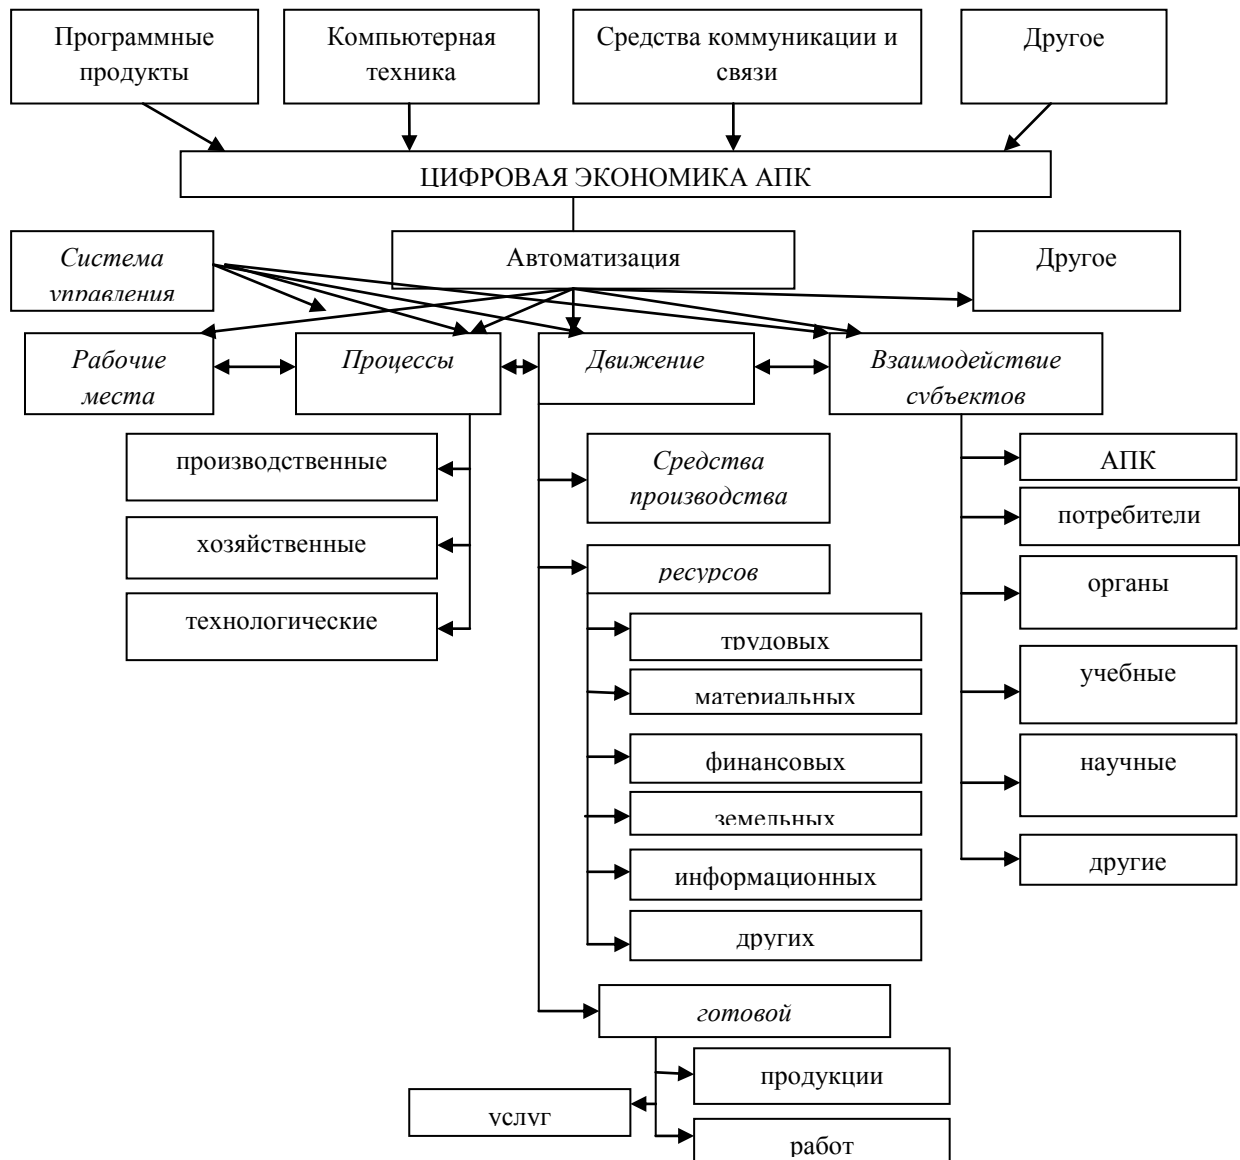 Программные
продукты
Компьютерная
техника
Средства коммуникации и
связи
Другое
ЦИФРОВАЯ ЭКОНОМИКА АПК
Система
управления
Автоматизация
Другое
Рабочие
места
Процессы
Движение
Взаимодействие
субъектов
производственные
хозяйственные
технологические
Средства
производства
ресурсов
трудовых
материальных
финансовых
земельных
информационных
других
готовой
продукции
услуг
работ
АПК
потребители
органы
учебные
научные
другие